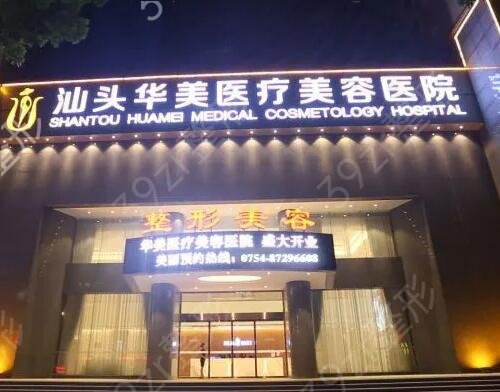 汕头华美医疗美容医院
SHANTOU HUAMEI MEDICAL COSMETOLOGY HOSPITAL
整形美容
华美医疗美容医院 盛大开业
美丽预约热线：0754-87296608